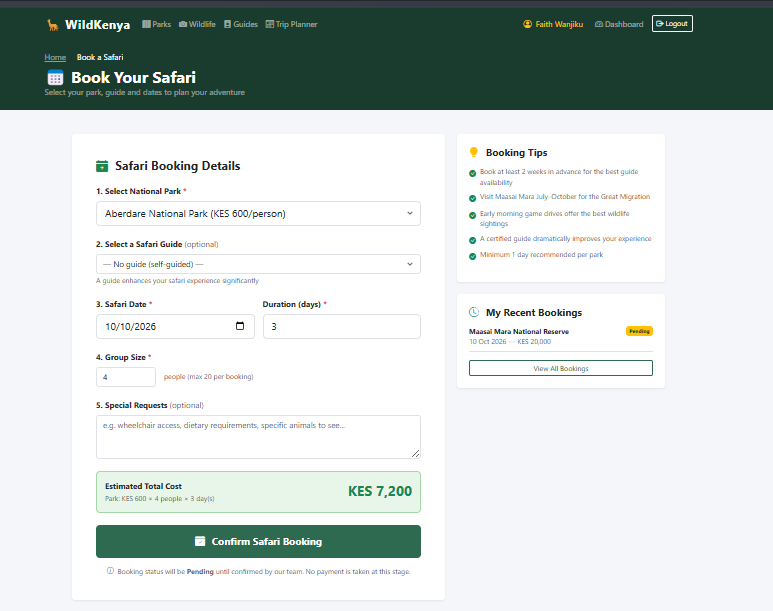 WildKenya
Parks
Wildlife
Guides
Trip Planner
Faith Wanjiku
Dashboard
Logout
Home
Book a Safari
Book Your Safari
Select your park, guide and dates to plan your adventure
Safari Booking Details
1. Select National Park *
Aberdare National Park (KES 600/person)
2. Select a Safari Guide (optional)
— No guide (self-guided) —
A guide enhances your safari experience significantly
3. Safari Date *
Duration (days) *
10/10/2026
3
4. Group Size *
4
people (max 20 per booking)
5. Special Requests (optional)
e.g. wheelchair access, dietary requirements, specific animals to see...
Estimated Total Cost
Park: KES 600 × 4 people × 3 day(s)
KES 7,200
Confirm Safari Booking
Booking status will be Pending until confirmed by our team. No payment is taken at this stage.
Booking Tips
Book at least 2 weeks in advance for the best guide
availability
Visit Maasai Mara July-October for the Great Migration
Early morning game drives offer the best wildlife
sightings
A certified guide dramatically improves your experience
Minimum 1 day recommended per park
My Recent Bookings
Maasai Mara National Reserve
Pending
10 Oct 2026 — KES 20,000
View All Bookings